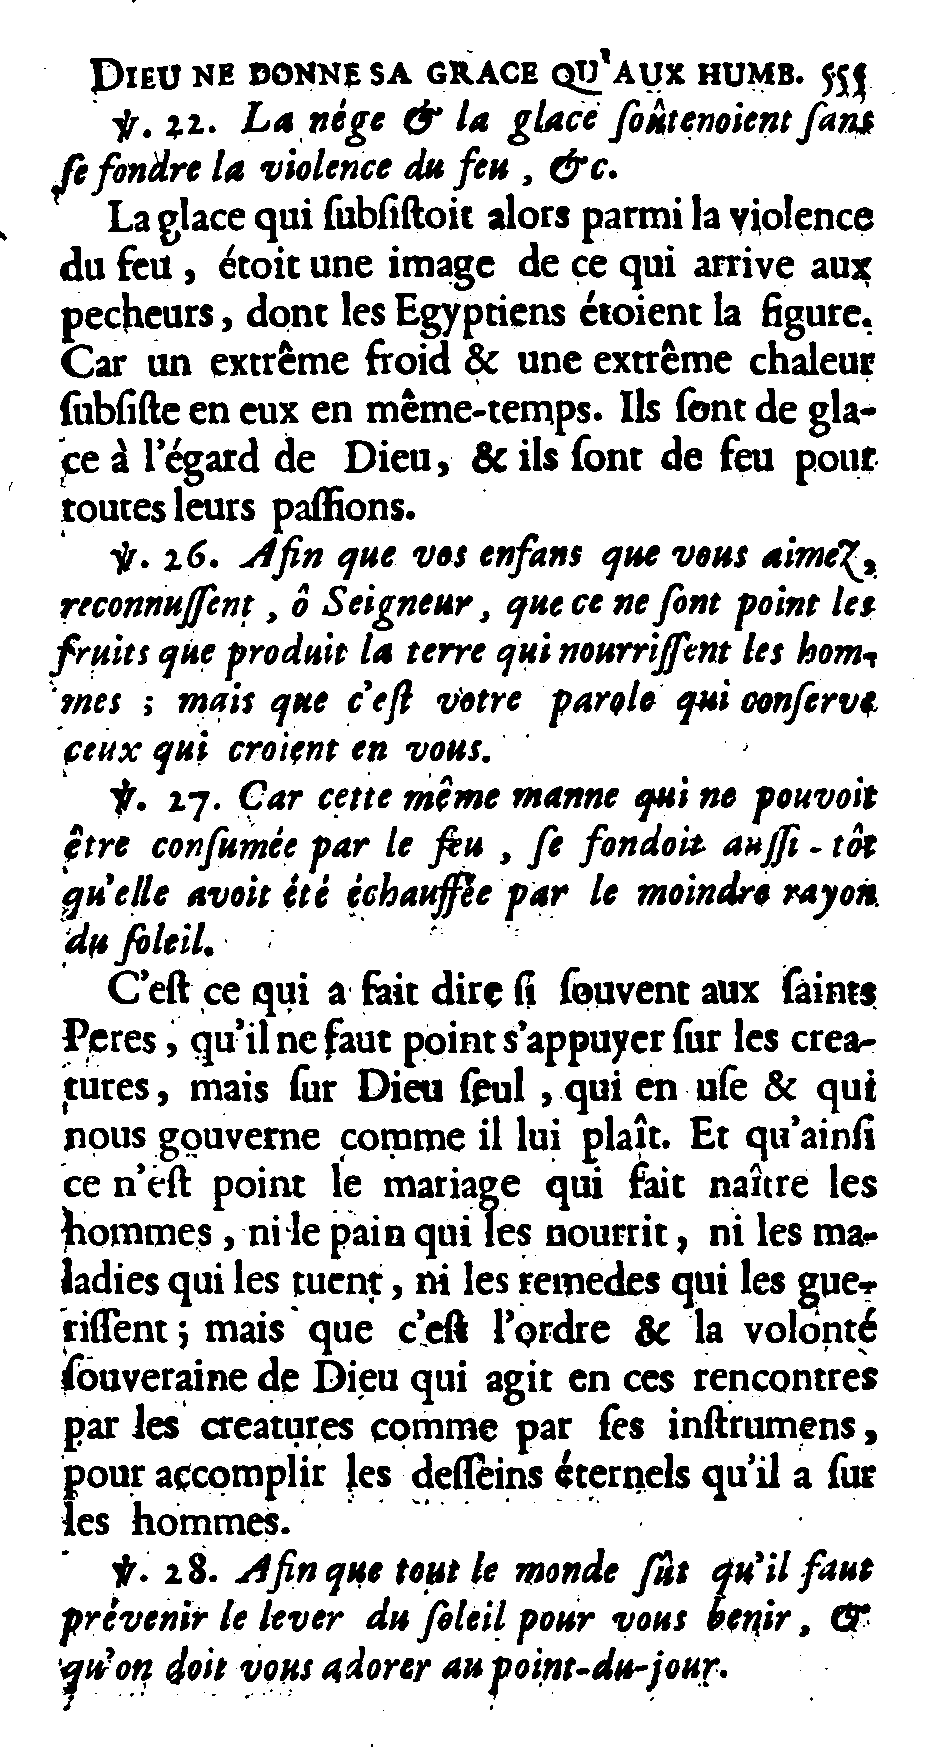 DIEU NE DONNE SA GRACE QU'AUX HUMB. 555
℣. 22. La nége & la glace ſoûtenoient ſans
ſe fondre la violence du feu, &c.
La glace qui ſubſiſtoit alors parmi la violence
du feu, étoit une image de ce qui arrive aux
pecheurs, dont les Egyptiens étoient la figure.
Car un extrême froid & une extrême chaleur
ſubſiſte en eux en même-temps. Ils ſont de gla-
ce à l'égard de Dieu, & ils ſont de feu pour
toutes leurs paſſions.
℣. 26. Afin que vos enfans que vous aimez,
reconnuſſent, ô Seigneur, que ce ne ſont point les
fruits que produit la terre qui nourriſſent les hom-
mes ; mais que c'eſt votre parole qui conſerve
ceux qui croient en vous.
℣. 27. Car cette même manne qui ne pouvoit
être conſumée par le feu, ſe fondoit auſſi-tôt
qu'elle avoit été échauffée par le moindre rayon
du ſoleil.
C'eſt ce qui a fait dire ſi ſouvent aux ſaints
Peres, qu'il ne faut point s'appuyer ſur les crea-
tures, mais ſur Dieu ſeul, qui en uſe & qui
nous gouverne comme il lui plaît. Et qu'ainſi
ce n'eſt point le mariage qui fait naître les
hommes, ni le pain qui les nourrit, ni les ma-
ladies qui les tuent, ni les remedes qui les gue-
riſſent ; mais que c'eſt l'ordre & la volonté
ſouveraine de Dieu qui agit en ces rencontres
par les creatures comme par ſes inſtrumens,
pour accomplir les deſſeins éternels qu'il a ſur
les hommes.
℣. 28. Afin que tout le monde ſût qu'il faut
prévenir le lever du ſoleil pour vous benir, &
qu'on doit vous adorer au point-du-jour.